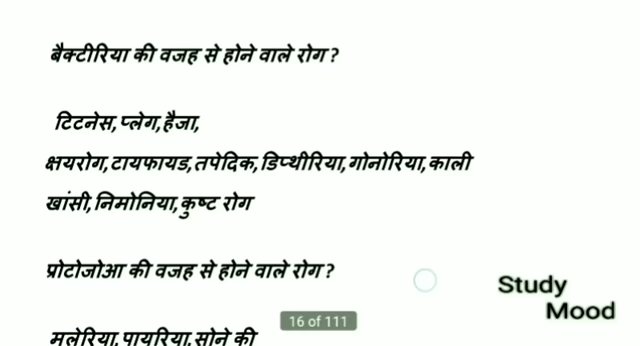 बैक्टीरिया की वजह से होने वाले रोग ?
टिटनेस, प्लेग, हैजा,
क्षयरोग, टायफायड, तपेदिक, डिप्थीरिया, गोनोरिया, काली
खांसी, निमोनिया, कुष्ट रोग
प्रोटोजोआ की वजह से होने वाले रोग ?
Study
Mood
16 of 111
मलेरिया, पायरिया, सोने की